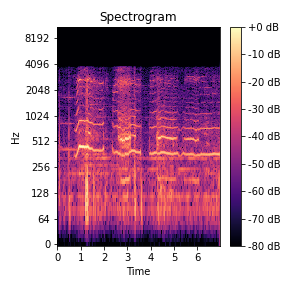 Spectrogram
8192
4096
2048
1024
512
256
128
64
0
Hz
0 1 2 3 4 5 6
Time
+0 dB
-10 dB
-20 dB
-30 dB
-40 dB
-50 dB
-60 dB
-70 dB
-80 dB